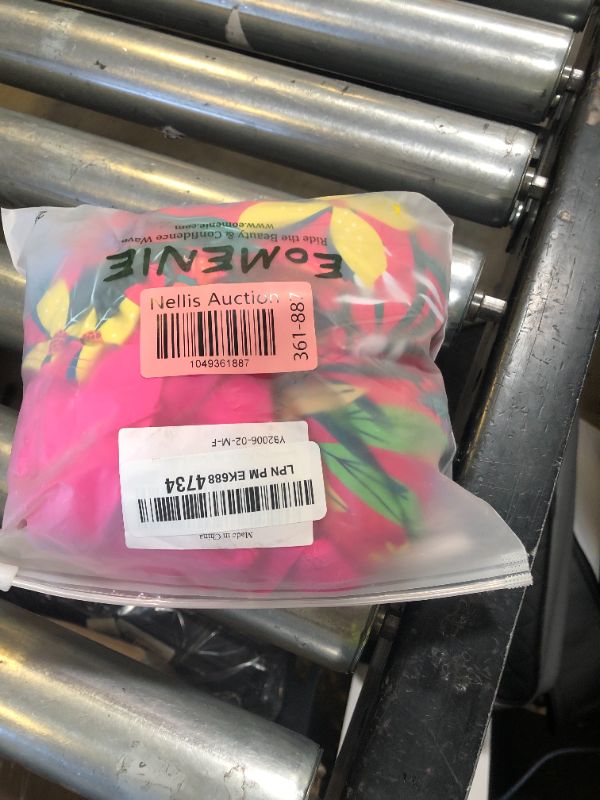 EOMENIE
Ride the Beauty & Confidence Wave
www.eomenie.com
Nellis Auction
1049361887
361-887
Y92006-02-M-F
LPN PM EK688 4734
Made in China